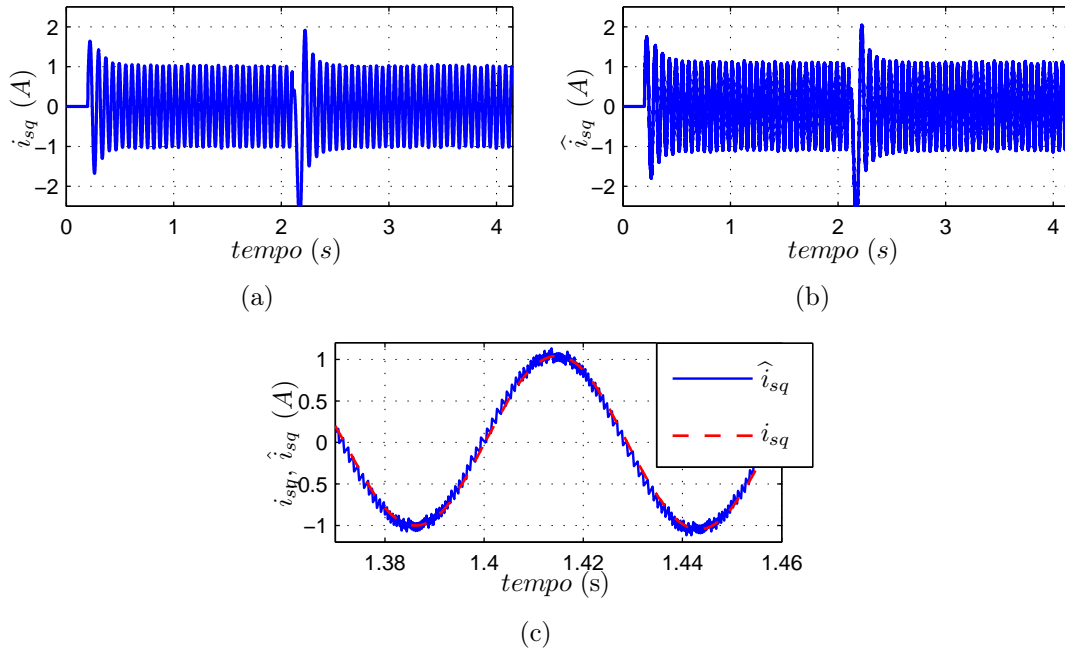 2
1
0
−1
−2
i_sq (A)
0 1 2 3 4
tempo (s)
(a)
2
1
0
−1
−2
î_sq (A)
0 1 2 3 4
tempo (s)
(b)
1
0.5
0
−0.5
−1
i_sq, î_sq (A)
1.38 1.4 1.42 1.44 1.46
tempo (s)
î_sq
i_sq
(c)